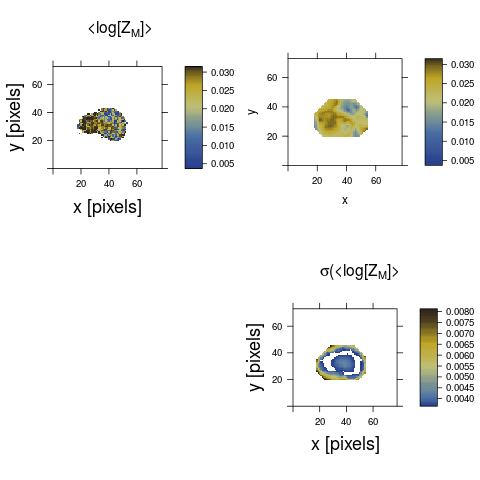 <log[Z_M]>
y [pixels]
60
40
20
20 40 60
x [pixels]
0.030
0.025
0.020
0.015
0.010
0.005
y
60
40
20
20 40 60
x
0.030
0.025
0.020
0.015
0.010
0.005
σ(<log[Z_M]>
y [pixels]
60
40
20
20 40 60
x [pixels]
0.0080
0.0075
0.0070
0.0065
0.0060
0.0055
0.0050
0.0045
0.0040